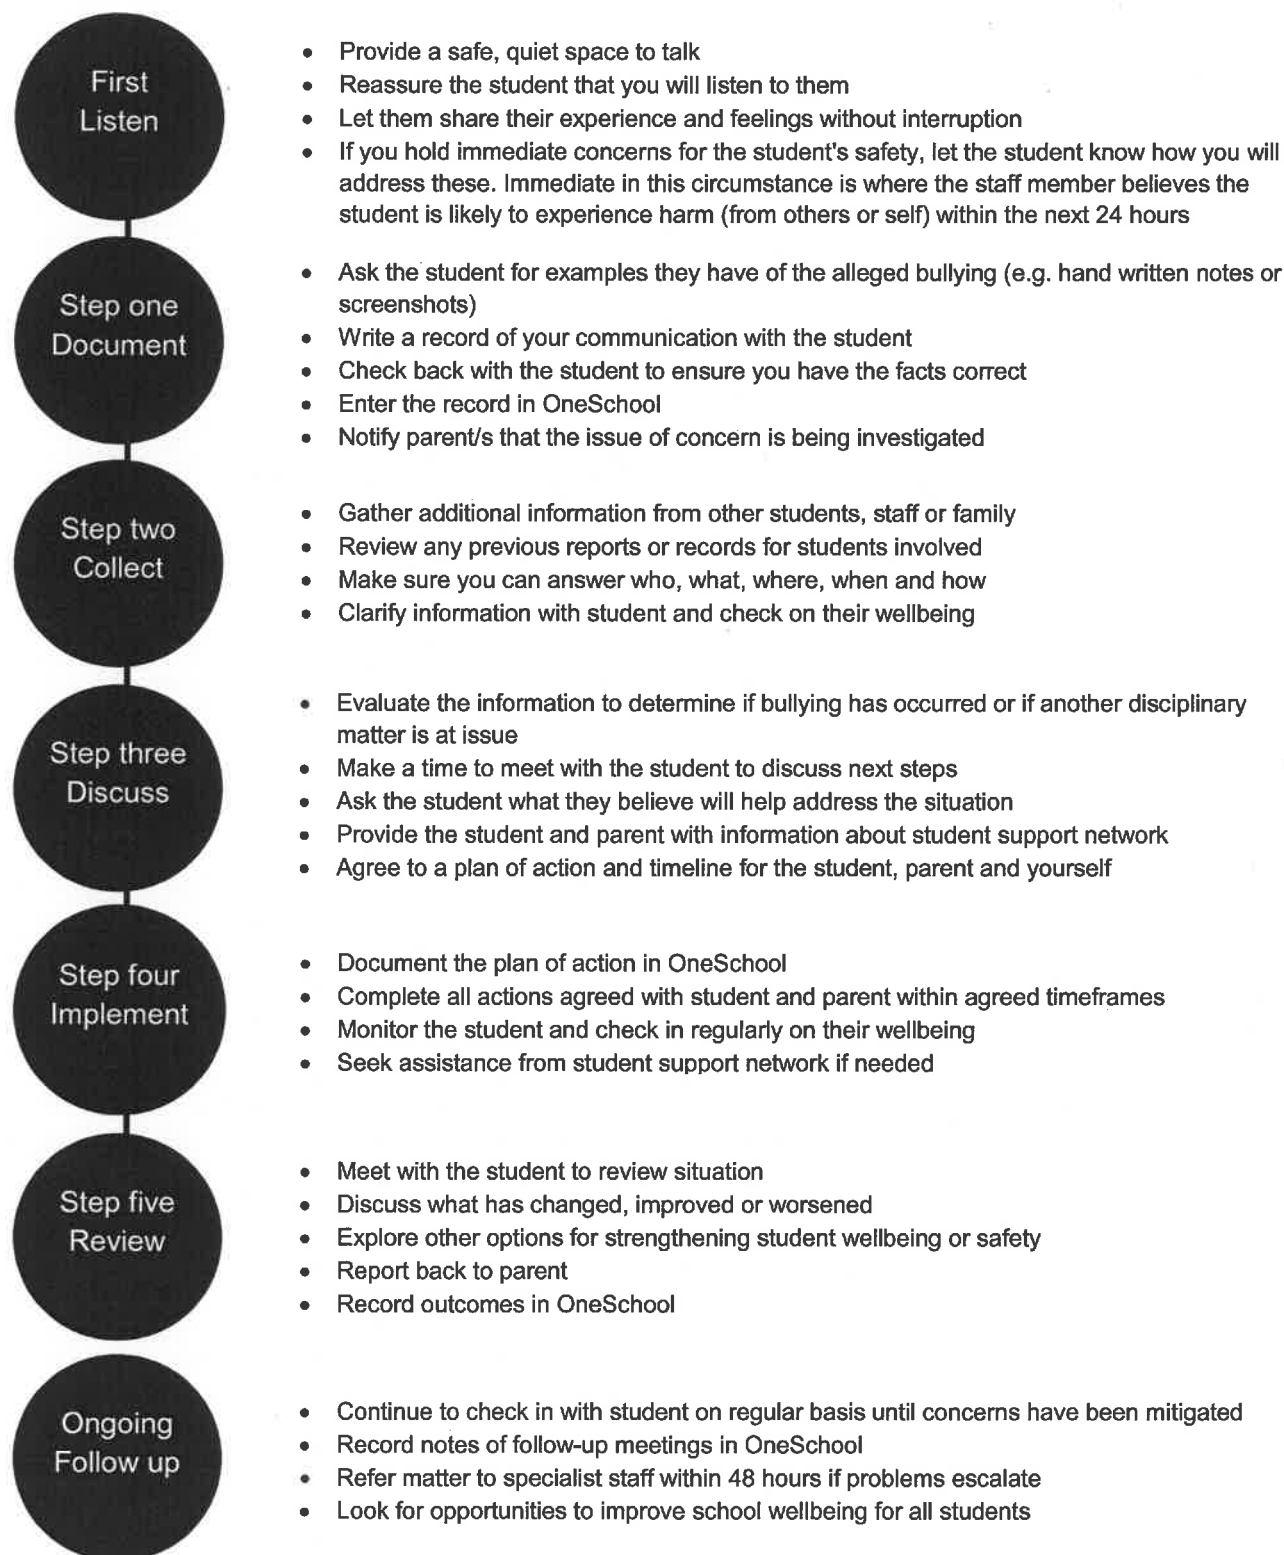 First
Listen
• Provide a safe, quiet space to talk
• Reassure the student that you will listen to them
• Let them share their experience and feelings without interruption
• If you hold immediate concerns for the student's safety, let the student know how you will
address these. Immediate in this circumstance is where the staff member believes the
student is likely to experience harm (from others or self) within the next 24 hours
Step one
Document
• Ask the student for examples they have of the alleged bullying (e.g. hand written notes or
screenshots)
• Write a record of your communication with the student
• Check back with the student to ensure you have the facts correct
• Enter the record in OneSchool
• Notify parent/s that the issue of concern is being investigated
Step two
Collect
• Gather additional information from other students, staff or family
• Review any previous reports or records for students involved
• Make sure you can answer who, what, where, when and how
• Clarify information with student and check on their wellbeing
Step three
Discuss
• Evaluate the information to determine if bullying has occurred or if another disciplinary
matter is at issue
• Make a time to meet with the student to discuss next steps
• Ask the student what they believe will help address the situation
• Provide the student and parent with information about student support network
• Agree to a plan of action and timeline for the student, parent and yourself
Step four
Implement
• Document the plan of action in OneSchool
• Complete all actions agreed with student and parent within agreed timeframes
• Monitor the student and check in regularly on their wellbeing
• Seek assistance from student support network if needed
Step five
Review
• Meet with the student to review situation
• Discuss what has changed, improved or worsened
• Explore other options for strengthening student wellbeing or safety
• Report back to parent
• Record outcomes in OneSchool
Ongoing
Follow up
• Continue to check in with student on regular basis until concerns have been mitigated
• Record notes of follow-up meetings in OneSchool
• Refer matter to specialist staff within 48 hours if problems escalate
• Look for opportunities to improve school wellbeing for all students